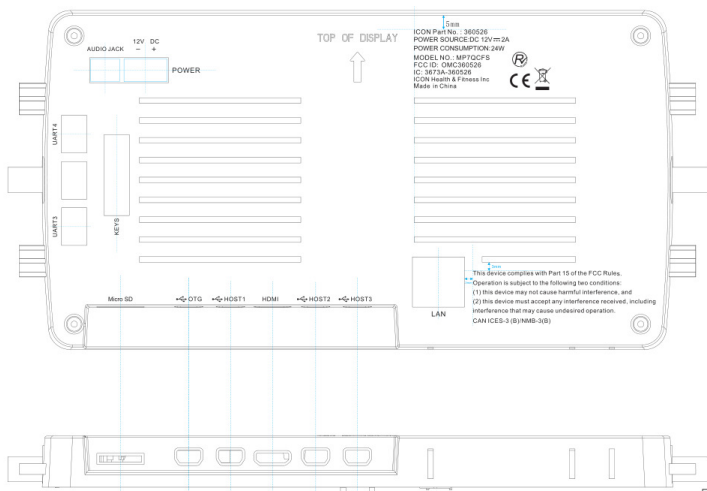 5mm
TOP OF DISPLAY
ICON Part No. : 360526
POWER SOURCE:DC 12V⎓2A
POWER CONSUMPTION: 24W
MODEL NO.: MP7QCFS
FCC ID: OMC360526
IC: 3673A-360526
ICON Health & Fitness Inc
Made in China
R
CE
12V DC
AUDIO JACK − +
POWER
UART4
UART3
KEYS
Micro SD
OTG
HOST1
HDMI
HOST2
HOST3
LAN
2mm
This device complies with Part 15 of the FCC Rules.
Operation is subject to the following two conditions:
(1) this device may not cause harmful interference, and
(2) this device must accept any interference received, including
interference that may cause undesired operation.
CAN ICES-3 (B)/NMB-3(B)